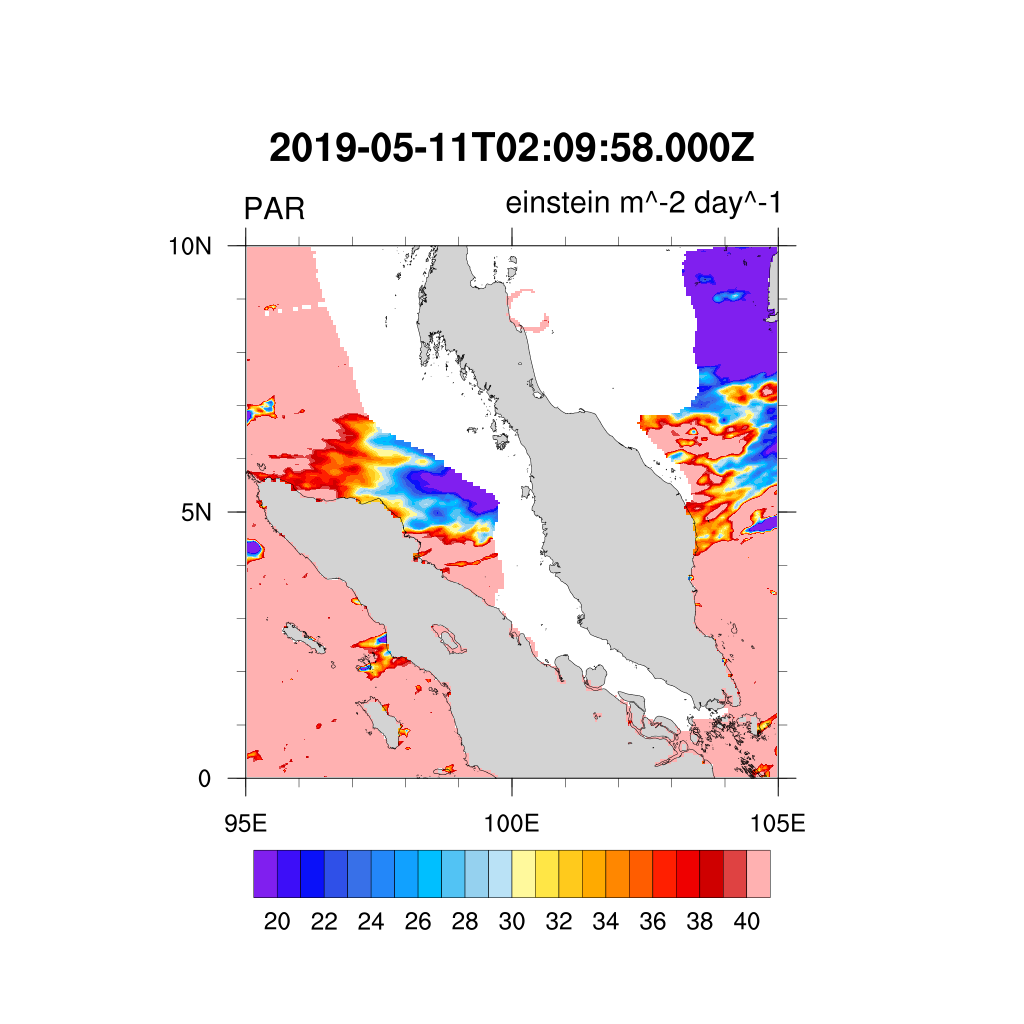 2019-05-11T02:09:58.000Z
PAR einstein m^-2 day^-1
10N
5N
0
95E 100E 105E
20 22 24 26 28 30 32 34 36 38 40